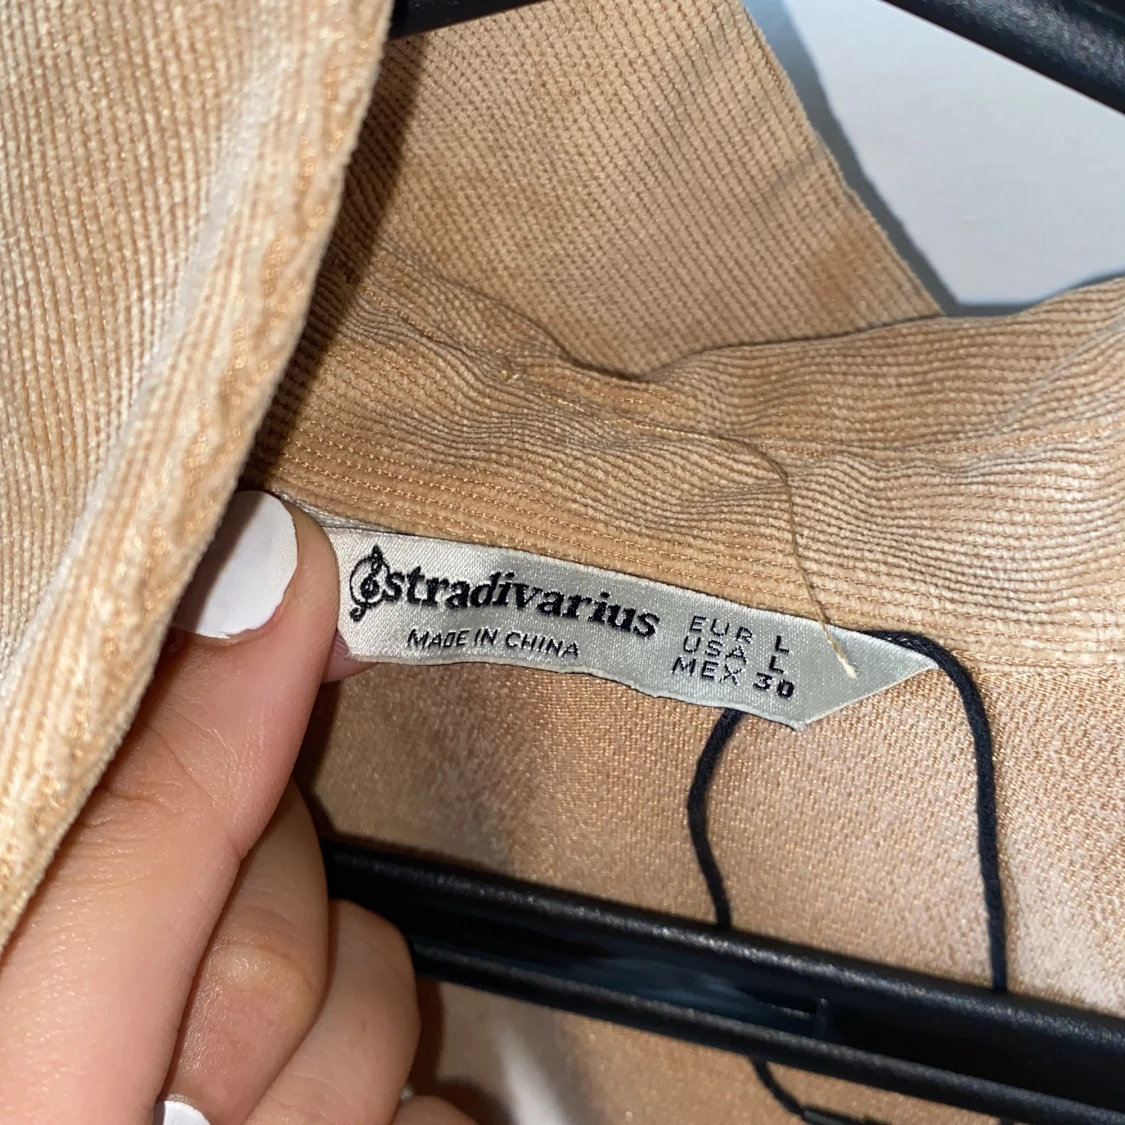 stradivarius
MADE IN CHINA
EUR L
USA L
MEX 30